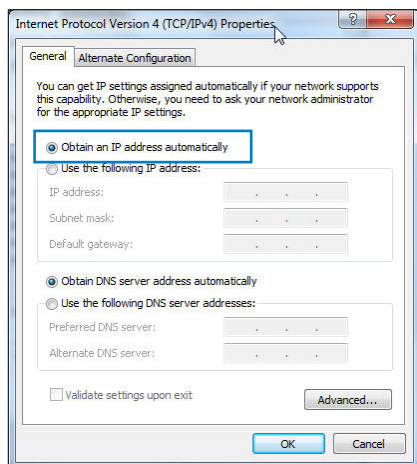 Internet Protocol Version 4 (TCP/IPv4) Properties
General
Alternate Configuration
You can get IP settings assigned automatically if your network supports
this capability. Otherwise, you need to ask your network administrator
for the appropriate IP settings.
Obtain an IP address automatically
Use the following IP address:
IP address:
Subnet mask:
Default gateway:
Obtain DNS server address automatically
Use the following DNS server addresses:
Preferred DNS server:
Alternate DNS server:
Validate settings upon exit
Advanced...
OK
Cancel